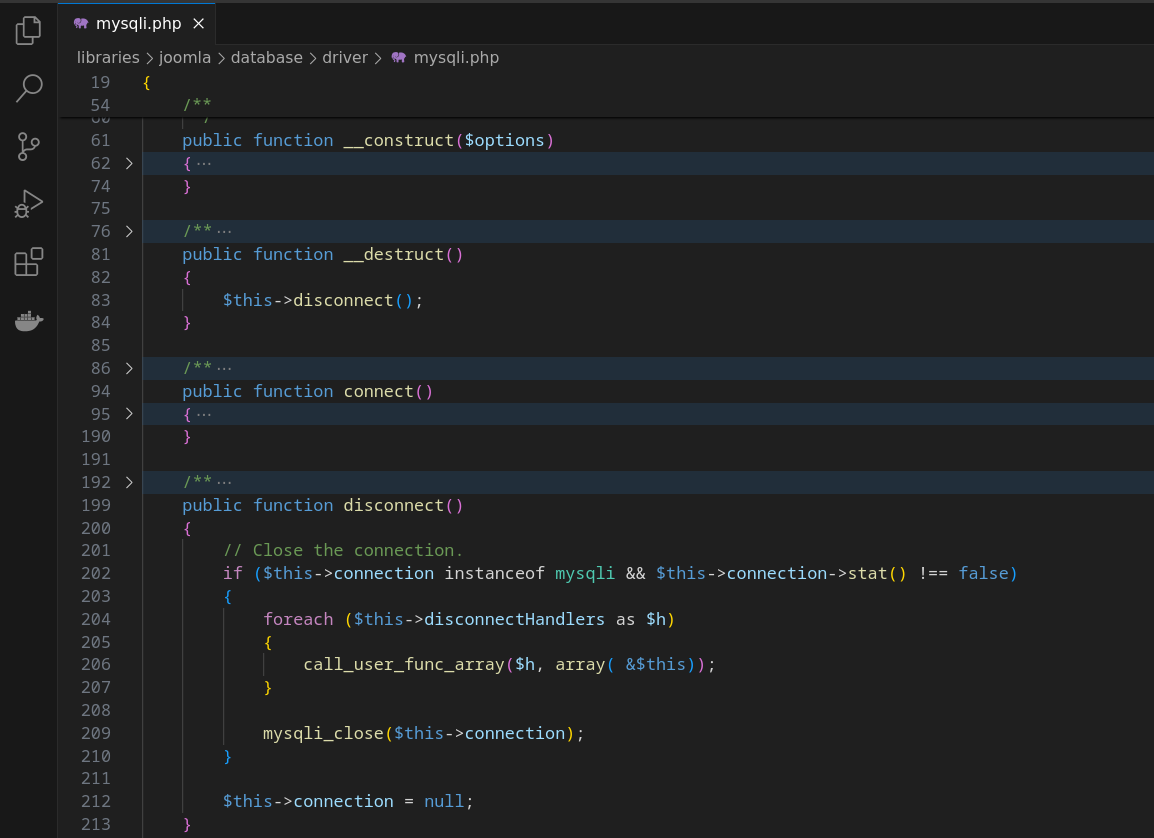 mysqli.php
libraries > joomla > database > driver > mysqli.php
19 {
54 /**
61 public function __construct($options)
62 > { ···
74 }
75
76 > /** ···
81 public function __destruct()
82 {
83 $this->disconnect();
84 }
85
86 > /** ···
94 public function connect()
95 > { ···
190 }
191
192 > /** ···
199 public function disconnect()
200 {
201 // Close the connection.
202 if ($this->connection instanceof mysqli && $this->connection->stat() !== false)
203 {
204 foreach ($this->disconnectHandlers as $h)
205 {
206 call_user_func_array($h, array( &$this));
207 }
208
209 mysqli_close($this->connection);
210 }
211
212 $this->connection = null;
213 }